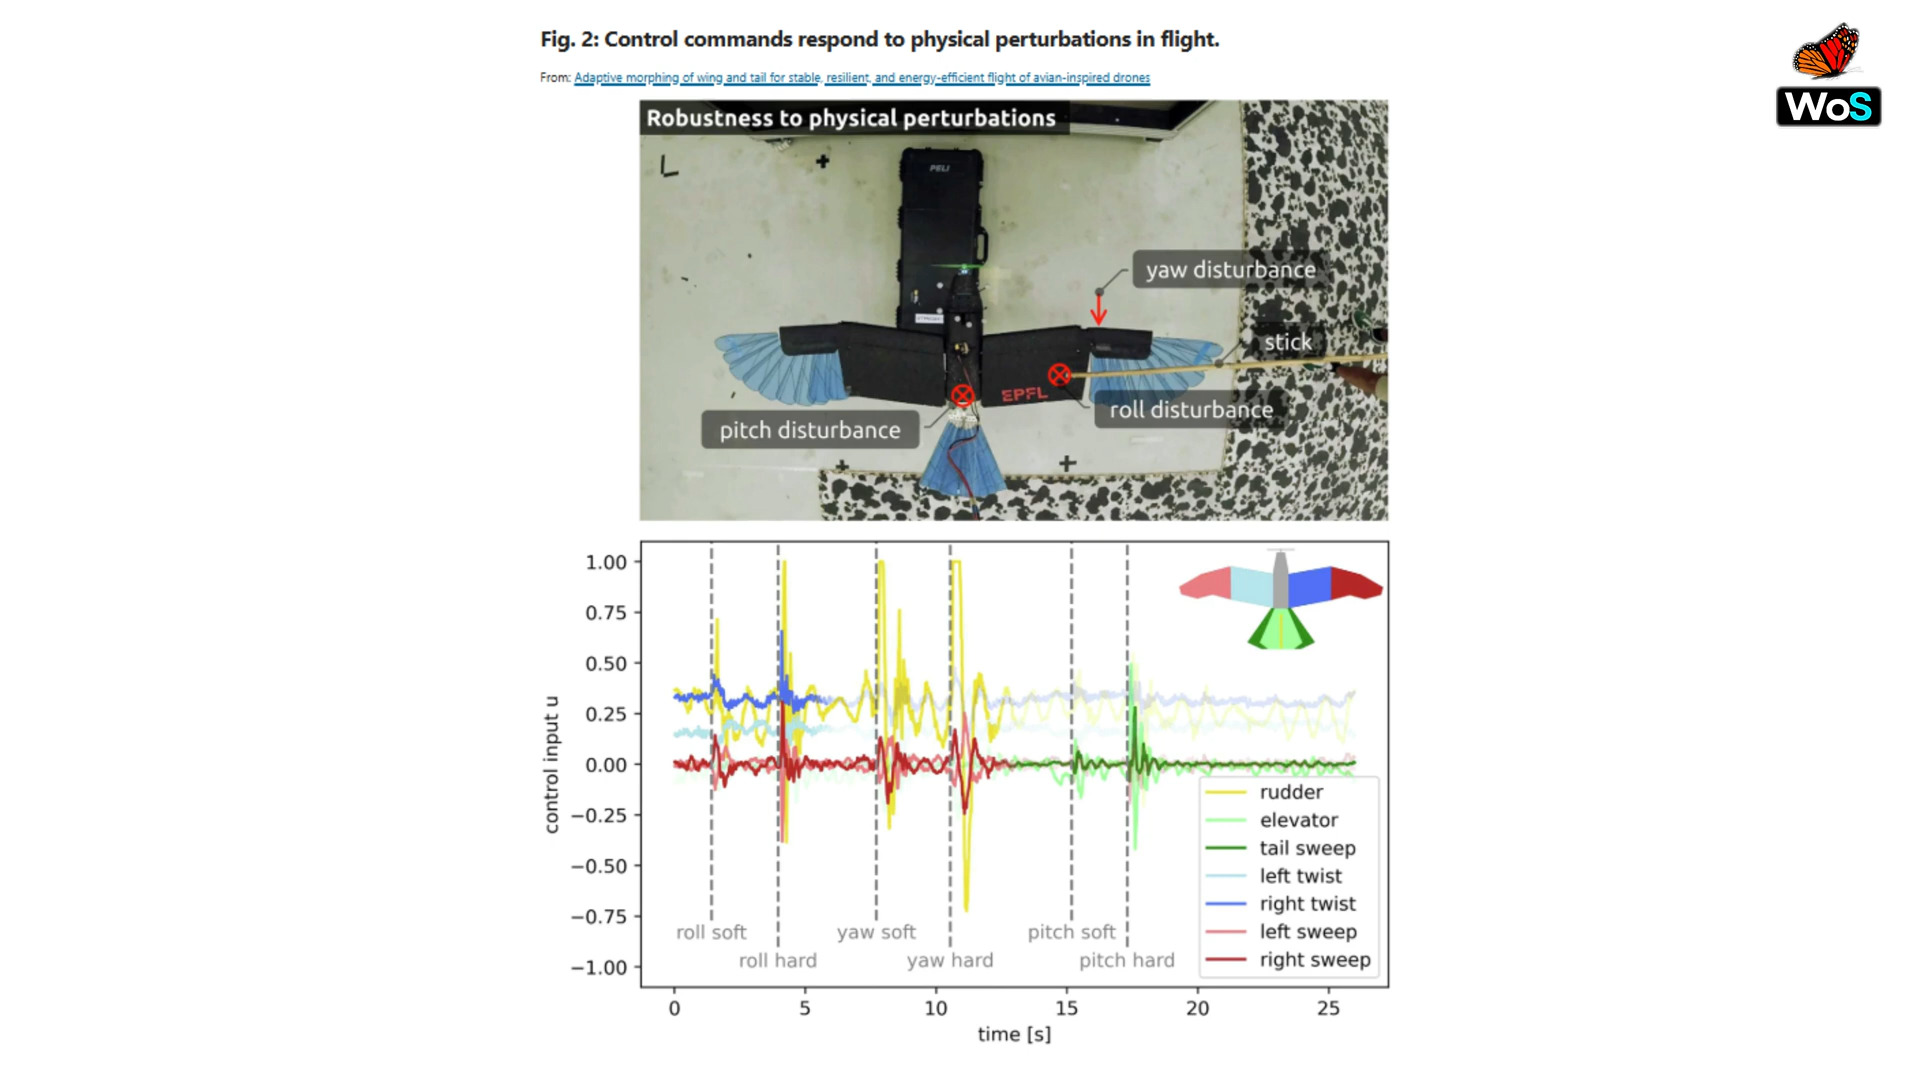 Fig. 2: Control commands respond to physical perturbations in flight.
From: Adaptive morphing of wing and tail for stable, resilient, and energy-efficient flight of avian-inspired drones
WoS
Robustness to physical perturbations
PELI
yaw disturbance
stick
EPFL
roll disturbance
pitch disturbance
1.00
0.75
0.50
0.25
0.00
−0.25
−0.50
−0.75
−1.00
control input u
rudder
elevator
tail sweep
left twist
right twist
left sweep
right sweep
roll soft
yaw soft
pitch soft
roll hard
yaw hard
pitch hard
0 5 10 15 20 25
time [s]